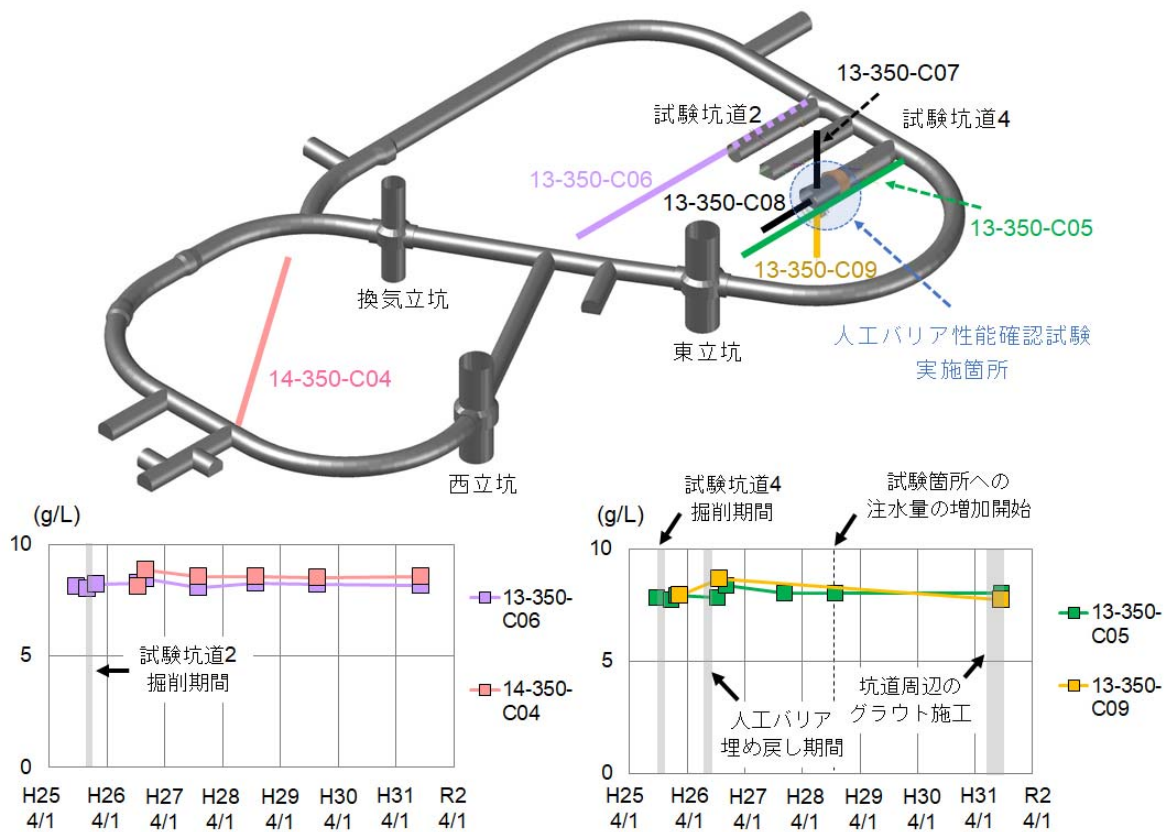 13-350-C07
試験坑道2
試験坑道4
13-350-C06
13-350-C08
13-350-C05
13-350-C09
換気立坑
東立坑
人工バリア性能確認試験
実施箇所
14-350-C04
西立坑
(g/L)
10
5
0
試験坑道2
掘削期間
13-350-
C06
14-350-
C04
H25 H26 H27 H28 H29 H30 H31 R2
4/1 4/1 4/1 4/1 4/1 4/1 4/1 4/1
試験坑道4
掘削期間
試験箇所への
注水量の増加開始
(g/L)
10
5
0
人工バリア
埋め戻し期間
坑道周辺の
グラウト施工
13-350-
C05
13-350-
C09
H25 H26 H27 H28 H29 H30 H31 R2
4/1 4/1 4/1 4/1 4/1 4/1 4/1 4/1